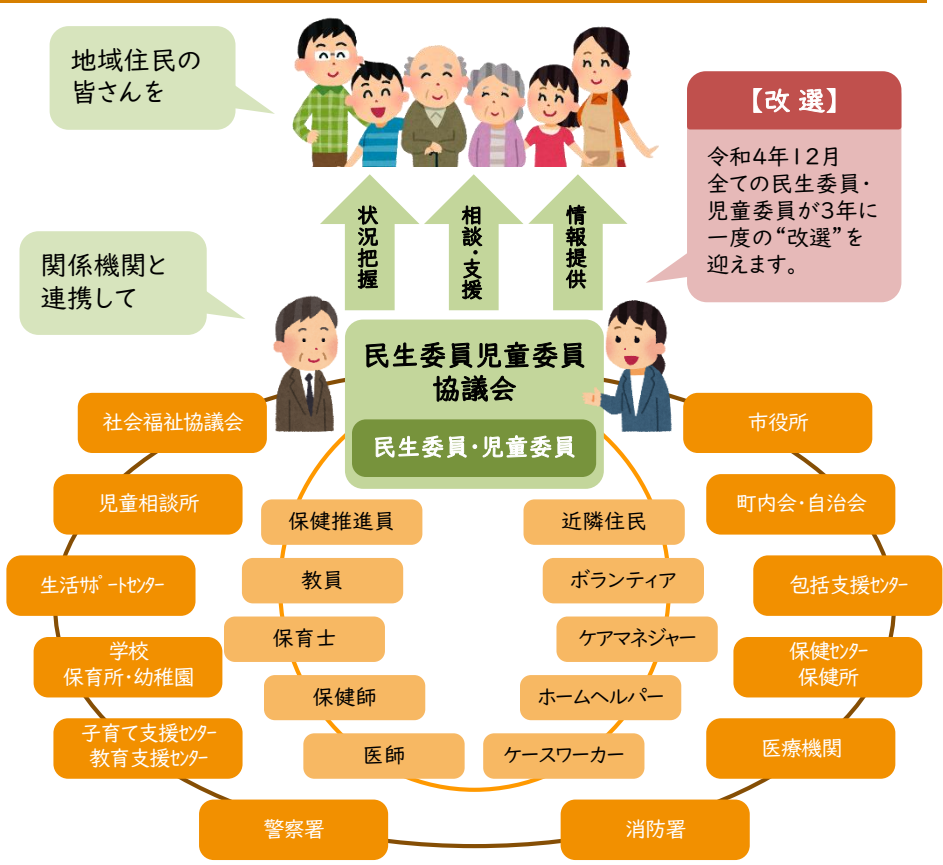 地域住民の
皆さんを
【改 選】
令和4年12月
全ての民生委員・
児童委員が3年に
一度の“改選”を
迎えます。
状況把握
相談・支援
情報提供
関係機関と
連携して
民生委員児童委員
協議会
民生委員・児童委員
社会福祉協議会
児童相談所
生活ｻﾎﾟｰﾄｾﾝﾀｰ
学校
保育所・幼稚園
子育て支援ｾﾝﾀｰ
教育支援ｾﾝﾀｰ
警察署
保健推進員
教員
保育士
保健師
医師
近隣住民
ボランティア
ケアマネジャー
ホームヘルパー
ケースワーカー
市役所
町内会・自治会
包括支援ｾﾝﾀｰ
保健ｾﾝﾀｰ
保健所
医療機関
消防署